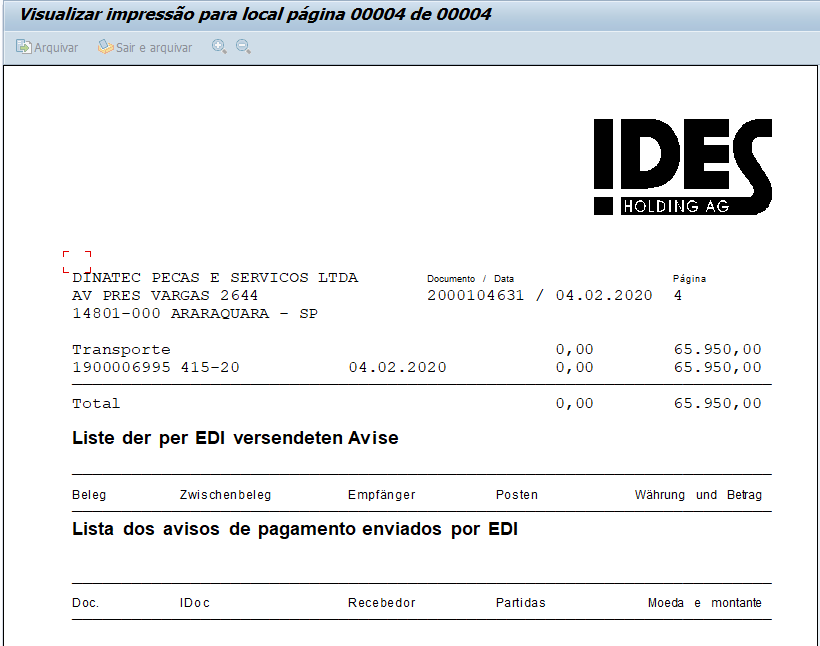 Visualizar impressão para local página 00004 de 00004
Arquivar Sair e arquivar
IDES
HOLDING AG
DINATEC PECAS E SERVICOS LTDA Documento / Data Página
AV PRES VARGAS 2644 2000104631 / 04.02.2020 4
14801-000 ARARAQUARA - SP
Transporte 0,00 65.950,00
1900006995 415-20 04.02.2020 0,00 65.950,00
Total 0,00 65.950,00
Liste der per EDI versendeten Avise
Beleg Zwischenbeleg Empfänger Posten Währung und Betrag
Lista dos avisos de pagamento enviados por EDI
Doc. IDoc Recebedor Partidas Moeda e montante